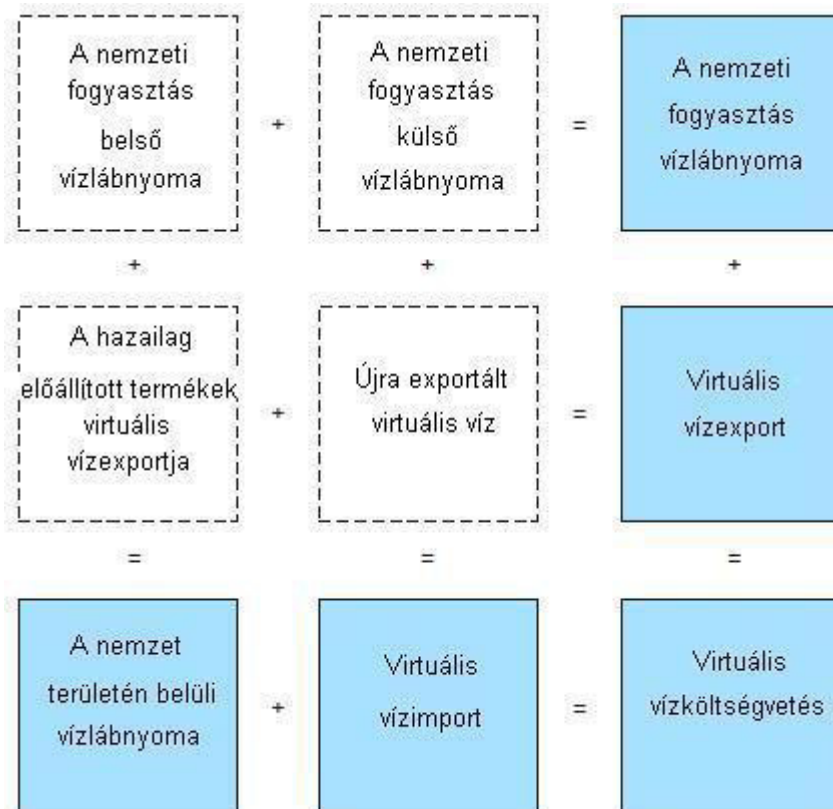 A nemzeti
fogyasztás
belső
vízlábnyoma
+
A nemzeti
fogyasztás
külső
vízlábnyoma
=
A nemzeti
fogyasztás
vízlábnyoma
+
+
+
A hazailag
előállított termékek
virtuális
vízexportja
+
Újra exportált
virtuális víz
=
Virtuális
vízexport
=
=
=
A nemzet
területén belüli
vízlábnyoma
+
Virtuális
vízimport
=
Virtuális
vízköltségvetés